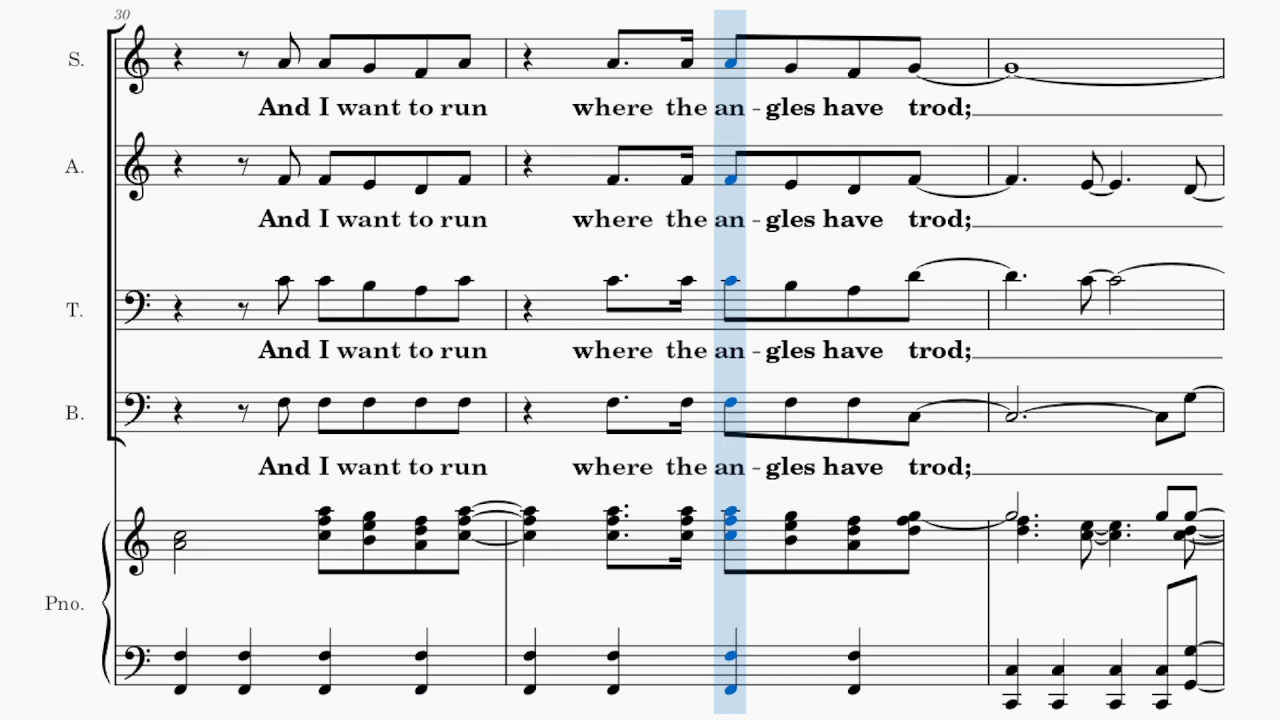 30
S.
And I want to run where the an - gles have trod;
A.
And I want to run where the an - gles have trod;
T.
And I want to run where the an - gles have trod;
B.
And I want to run where the an - gles have trod;
Pno.